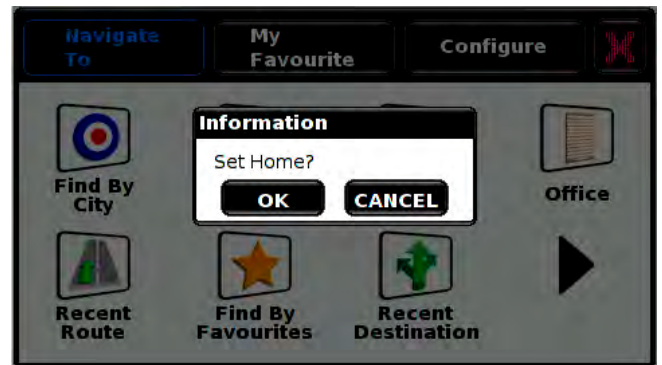 Navigate To
My Favourite
Configure
Information
Set Home?
OK
CANCEL
Find By City
Office
Recent Route
Find By Favourites
Recent Destination